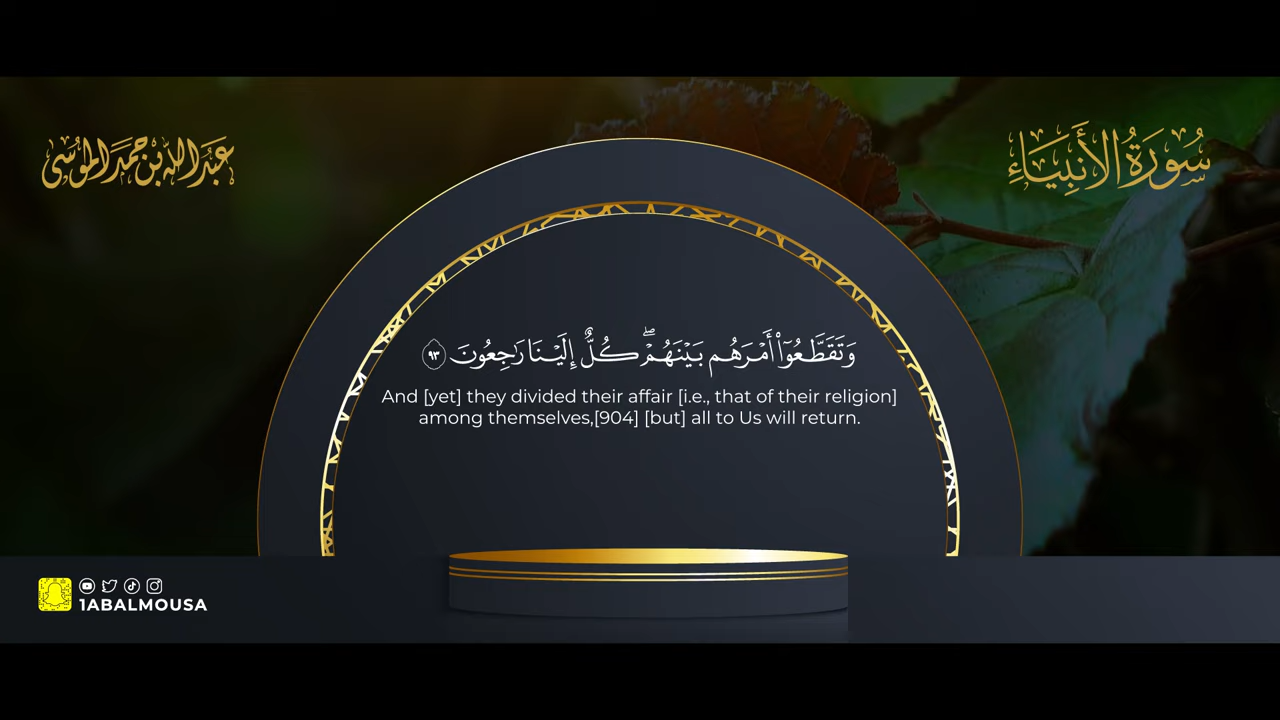 عبدالله بن حمد الموسى
سُورَةُ الأَنبِيَاءِ
وَتَقَطَّعُوٓا۟ أَمْرَهُم بَيْنَهُمْ ۖ كُلٌّ إِلَيْنَا رَٰجِعُونَ ٩٣
And [yet] they divided their affair [i.e., that of their religion]
among themselves,[904] [but] all to Us will return.
1ABALMOUSA